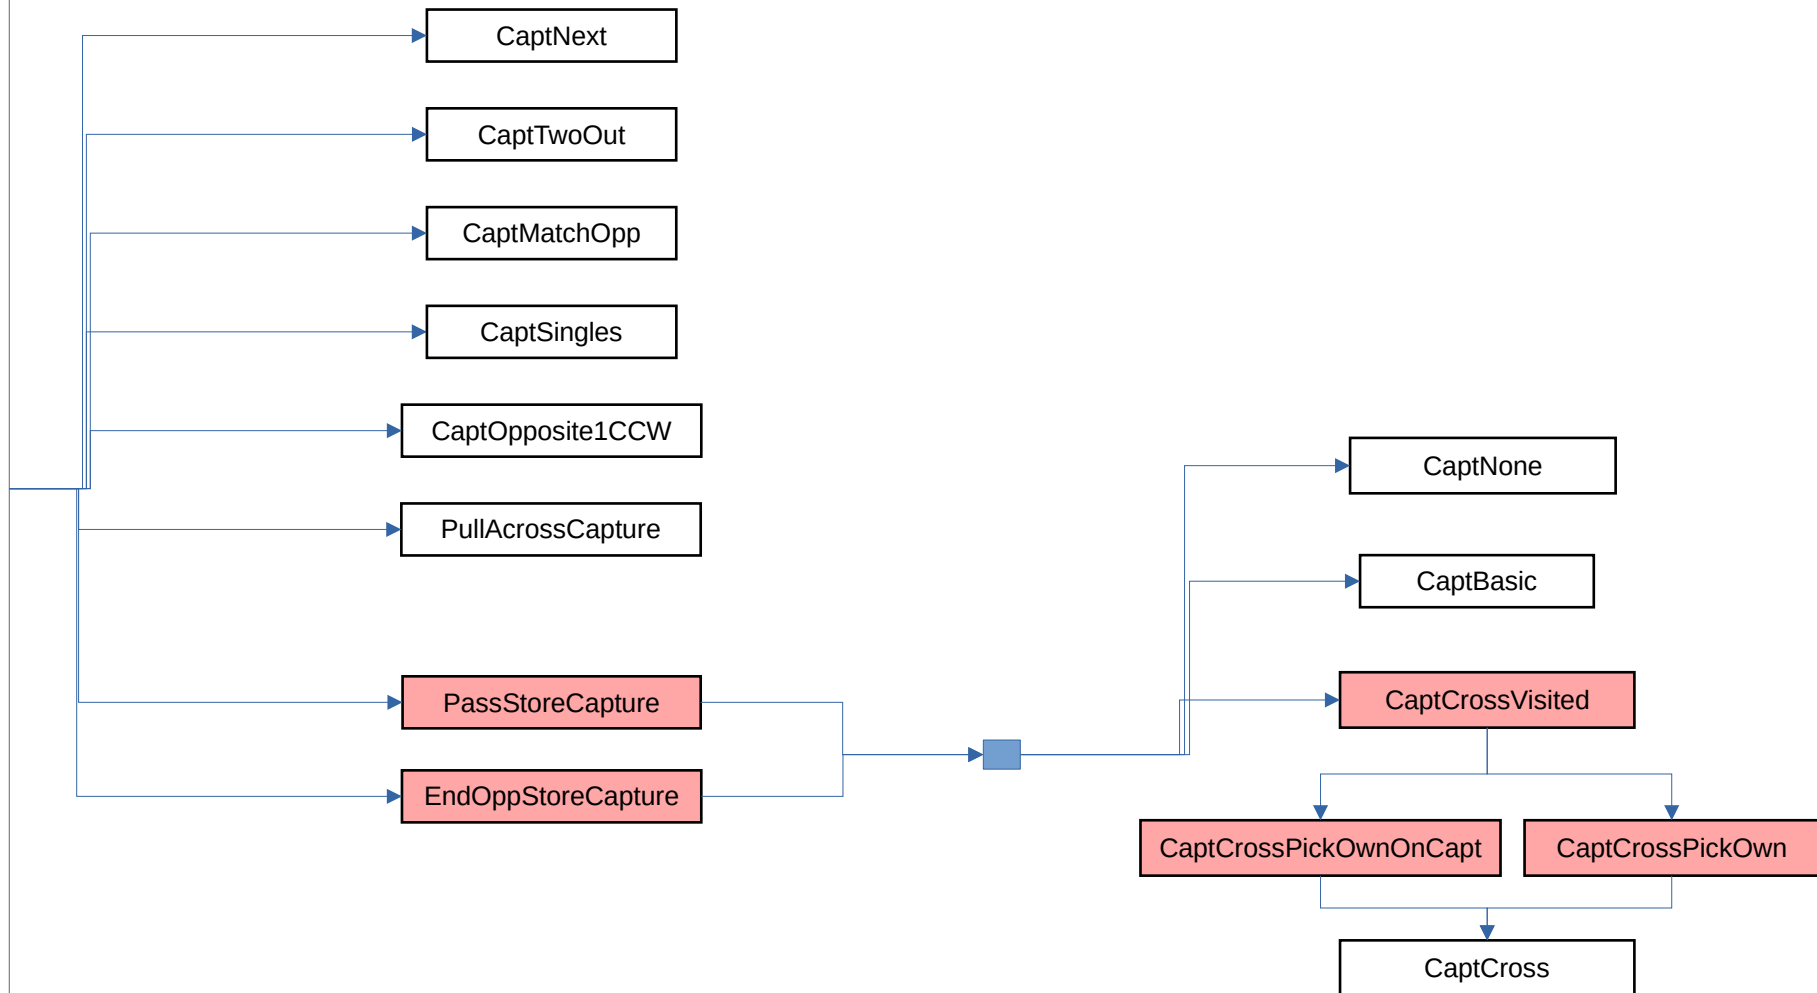 CaptNext
CaptTwoOut
CaptMatchOpp
CaptSingles
CaptOpposite1CCW
PullAcrossCapture
PassStoreCapture
EndOppStoreCapture
CaptNone
CaptBasic
CaptCrossVisited
CaptCrossPickOwnOnCapt
CaptCrossPickOwn
CaptCross